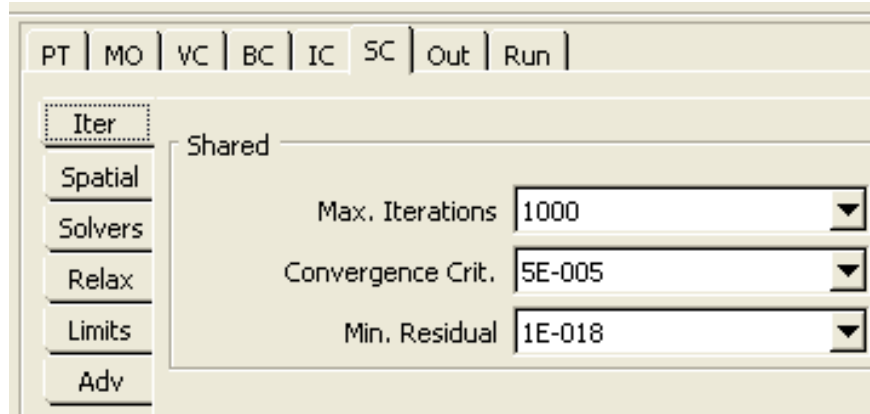 PT MO VC BC IC SC Out Run
Iter
Shared
Spatial
Max. Iterations 1000
Solvers
Convergence Crit. 5E-005
Relax
Min. Residual 1E-018
Limits
Adv